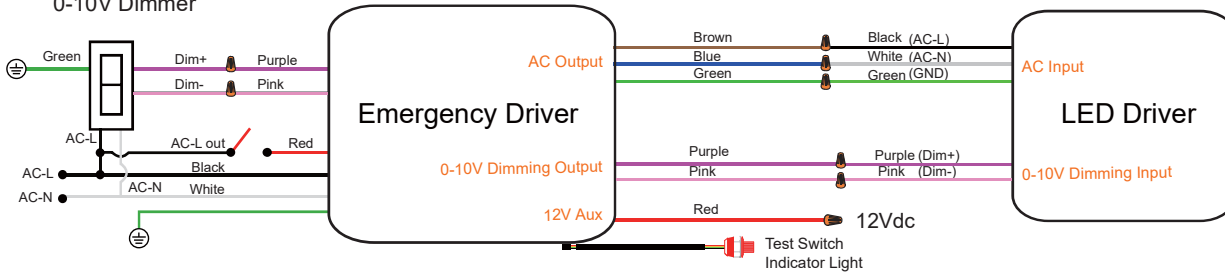 0-10V Dimmer
Green
Dim+
Purple
Dim-
Pink
AC-L
AC-L out
Red
AC-L
Black
AC-N
AC-N
White
Emergency Driver
AC Output
0-10V Dimming Output
12V Aux
Brown
Black (AC-L)
Blue
White (AC-N)
Green
Green (GND)
Purple
Purple (Dim+)
Pink
Pink (Dim-)
Red
12Vdc
Test Switch
Indicator Light
AC Input
LED Driver
0-10V Dimming Input